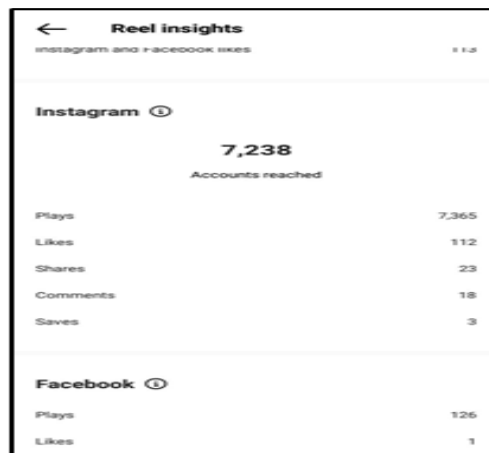 ← Reel insights
Instagram and Facebook likes 113
Instagram
7,238
Accounts reached
Plays 7,365
Likes 112
Shares 23
Comments 18
Saves 3
Facebook
Plays 126
Likes 1